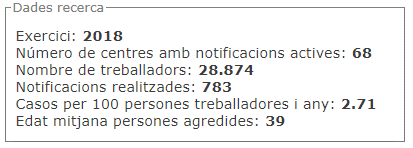 Dades recerca
Exercici: 2018
Número de centres amb notificacions actives: 68
Nombre de treballadors: 28.874
Notificacions realitzades: 783
Casos per 100 persones treballadores i any: 2.71
Edat mitjana persones agredides: 39